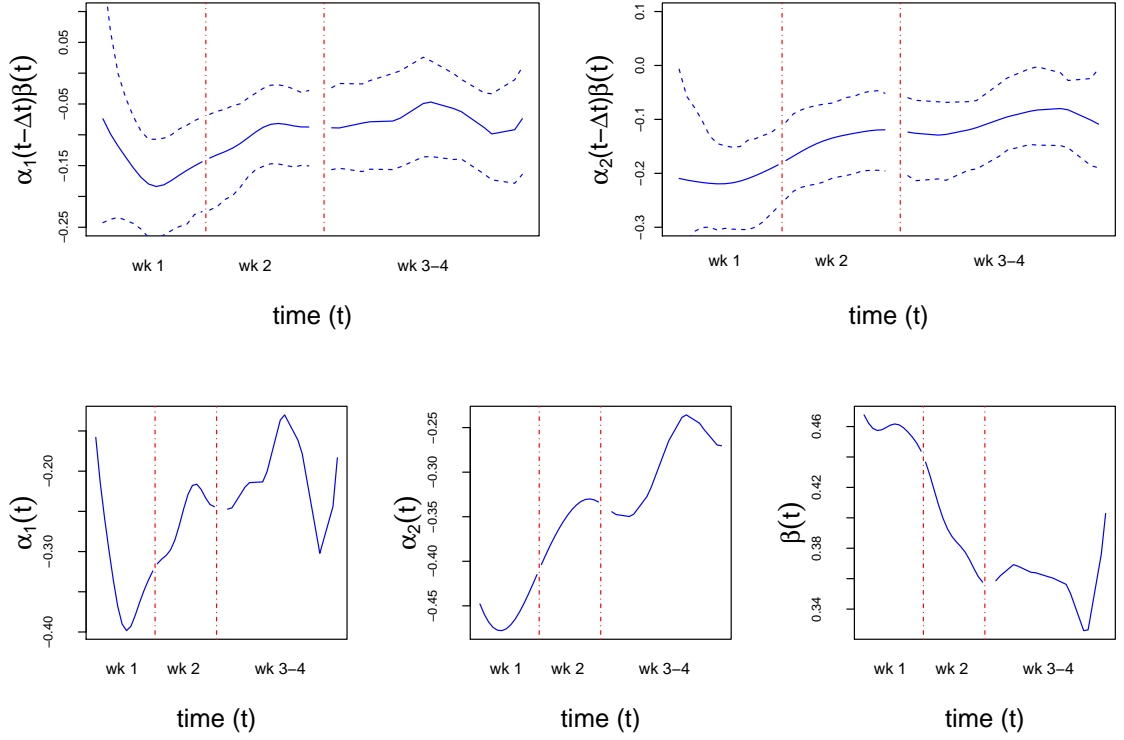 α₁(t−Δt)β(t)
0.05
−0.05
−0.15
−0.25
wk 1
wk 2
wk 3−4
time (t)
α₂(t−Δt)β(t)
0.1
0.0
−0.1
−0.2
−0.3
wk 1
wk 2
wk 3−4
time (t)
α₁(t)
−0.20
−0.30
−0.40
wk 1
wk 2
wk 3−4
time (t)
α₂(t)
−0.25
−0.30
−0.35
−0.40
−0.45
wk 1
wk 2
wk 3−4
time (t)
β(t)
0.46
0.42
0.38
0.34
wk 1
wk 2
wk 3−4
time (t)